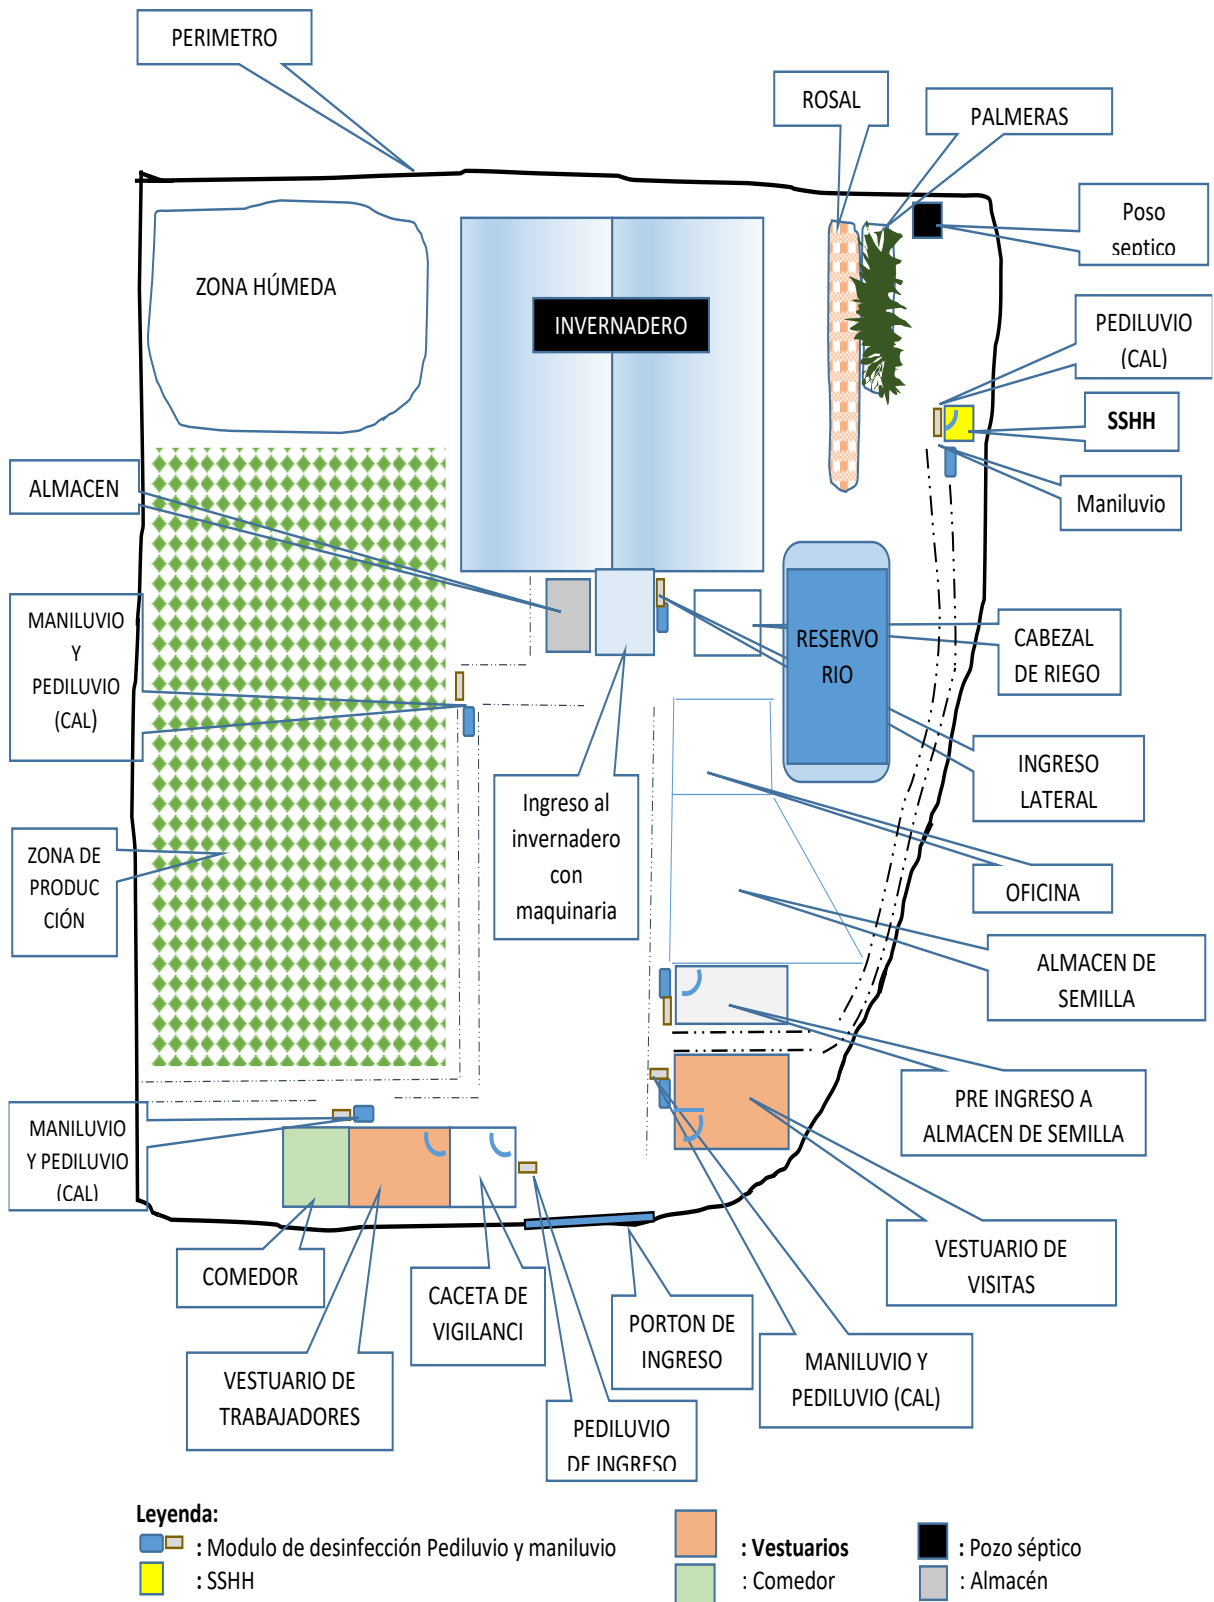 PERIMETRO
ROSAL
PALMERAS
Poso
septico
ZONA HÚMEDA
INVERNADERO
PEDILUVIO
(CAL)
SSHH
Maniluvio
ALMACEN
MANILUVIO
Y
PEDILUVIO
(CAL)
RESERVO
RIO
CABEZAL
DE RIEGO
INGRESO
LATERAL
Ingreso al
invernadero
con
maquinaria
ZONA DE
PRODUC
CIÓN
OFICINA
ALMACEN DE
SEMILLA
PRE INGRESO A
ALMACEN DE SEMILLA
MANILUVIO
Y PEDILUVIO
(CAL)
COMEDOR
CACETA DE
VIGILANCI
PORTON DE
INGRESO
VESTUARIO DE
VISITAS
MANILUVIO Y
PEDILUVIO (CAL)
VESTUARIO DE
TRABAJADORES
PEDILUVIO
DE INGRESO
Leyenda:
: Modulo de desinfección Pediluvio y maniluvio
: SSHH
: Vestuarios
: Comedor
: Pozo séptico
: Almacén